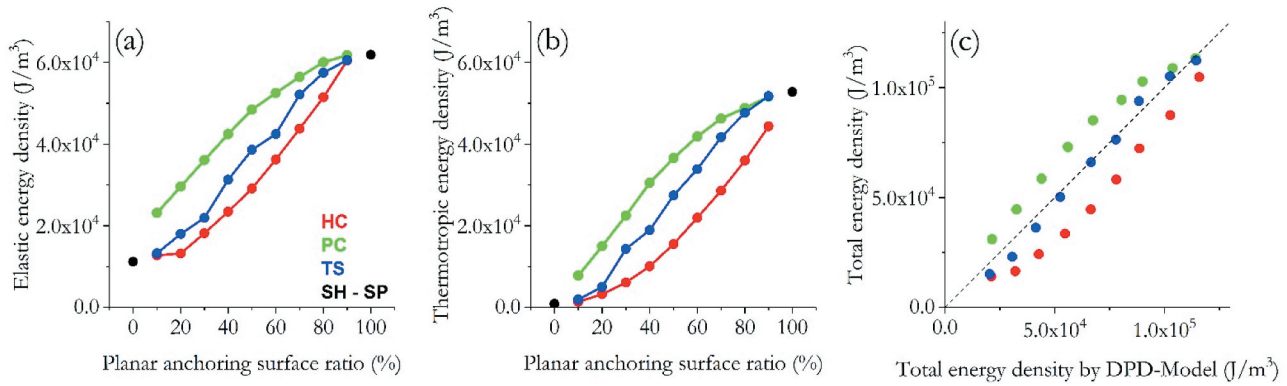 (a)
Elastic energy density (J/m³)
6.0x10⁴
4.0x10⁴
2.0x10⁴
0.0
HC
PC
TS
SH - SP
0 20 40 60 80 100
Planar anchoring surface ratio (%)
(b)
Thermotropic energy density (J/m³)
6.0x10⁴
4.0x10⁴
2.0x10⁴
0.0
0 20 40 60 80 100
Planar anchoring surface ratio (%)
(c)
Total energy density (J/m³)
1.0x10⁵
5.0x10⁴
0.0
0.0 5.0x10⁴ 1.0x10⁵
Total energy density by DPD-Model (J/m³)